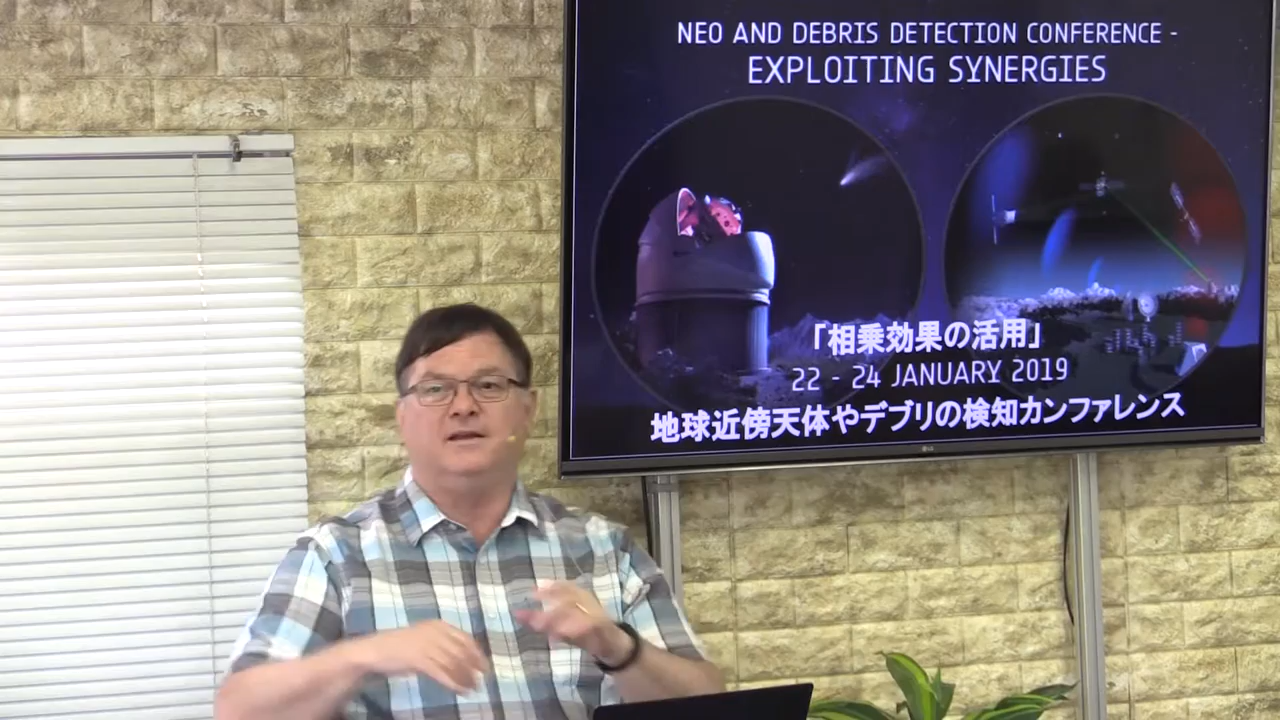 NEO AND DEBRIS DETECTION CONFERENCE -
EXPLOITING SYNERGIES
「相乗効果の活用」
22 - 24 JANUARY 2019
地球近傍天体やデブリの検知カンファレンス
LG